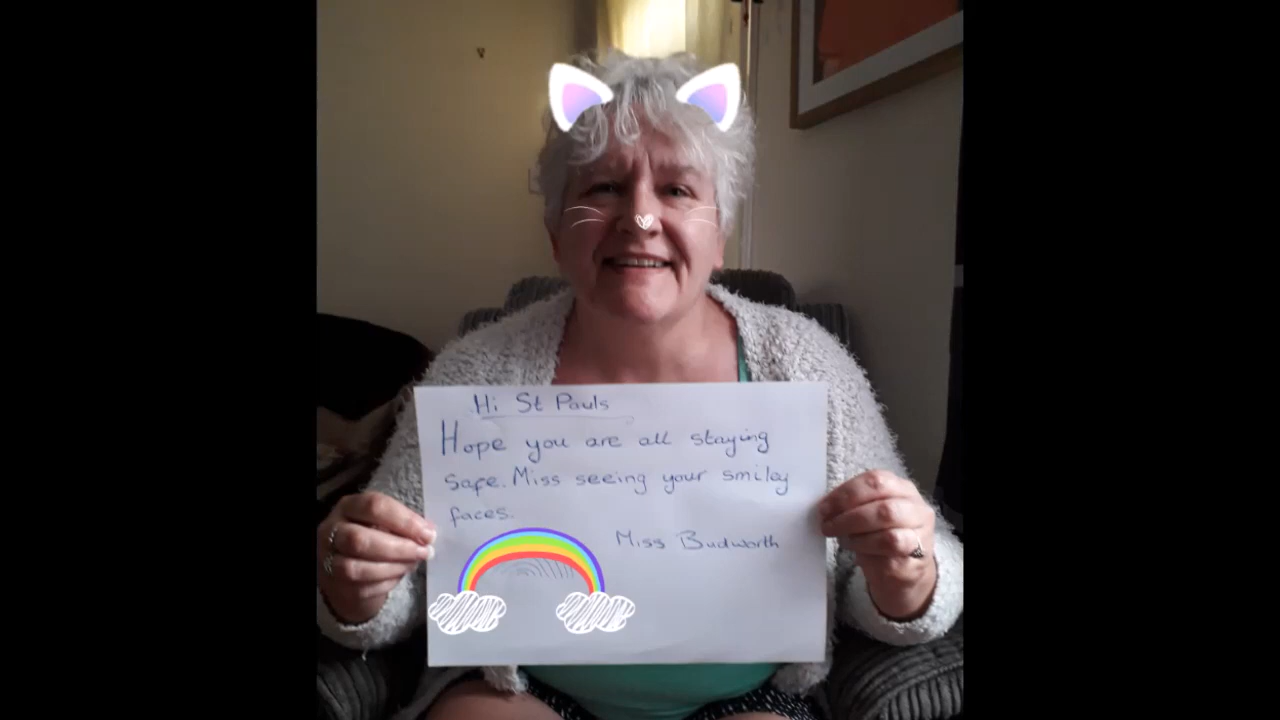 Hi St Pauls
Hope you are all staying
safe. Miss seeing your smiley
faces.
Miss Budworth